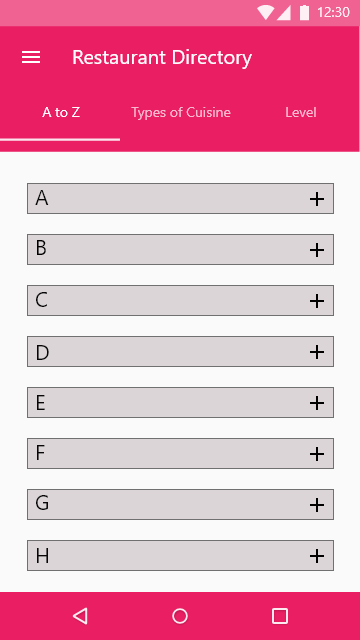 12:30
Restaurant Directory
A to Z Types of Cuisine Level
A
B
C
D
E
F
G
H